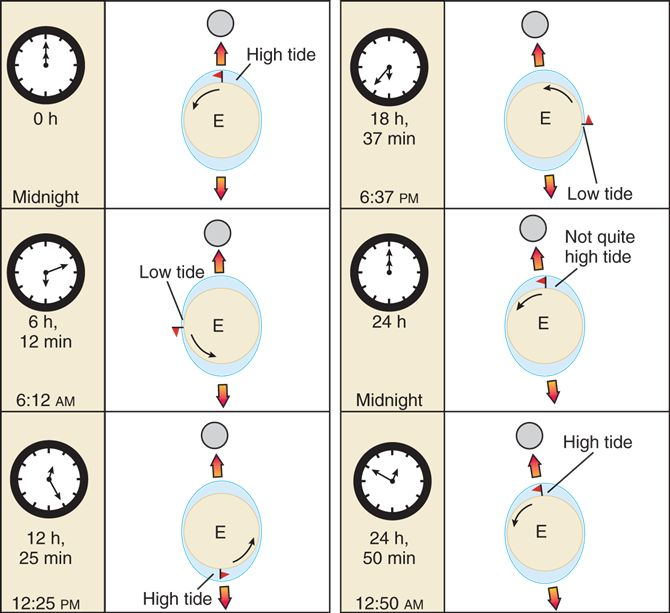 High tide
E
0 h
Midnight
Low tide
E
6 h,
12 min
6:12 AM
E
12 h,
25 min
High tide
12:25 PM
E
18 h,
37 min
Low tide
6:37 PM
Not quite
high tide
E
24 h
Midnight
High tide
E
24 h,
50 min
12:50 AM